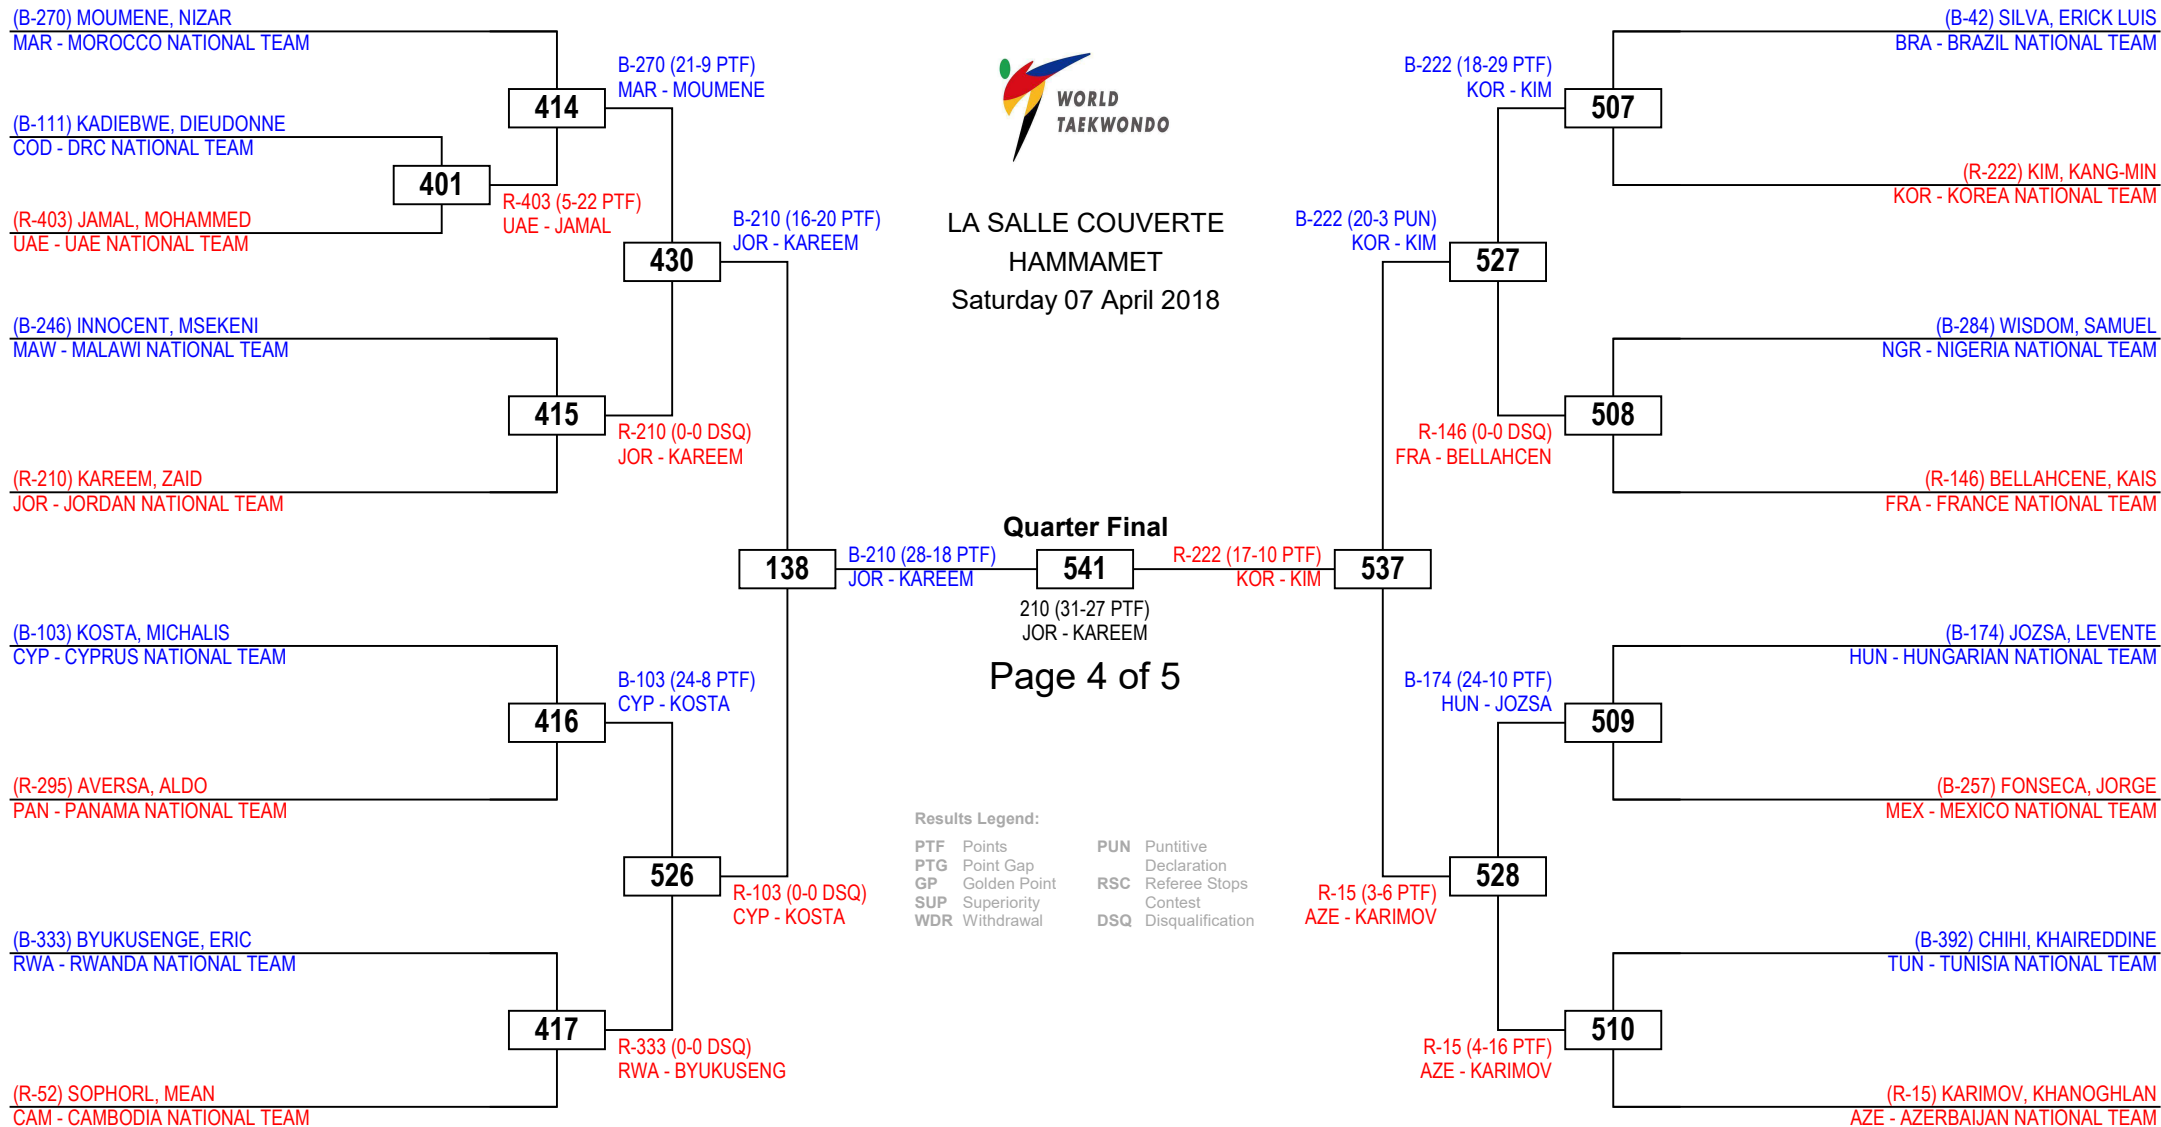 (B-270) MOUMENE, NIZAR
MAR - MOROCCO NATIONAL TEAM
(B-111) KADIEBWE, DIEUDONNE
COD - DRC NATIONAL TEAM
(R-403) JAMAL, MOHAMMED
UAE - UAE NATIONAL TEAM
(B-246) INNOCENT, MSEKENI
MAW - MALAWI NATIONAL TEAM
(R-210) KAREEM, ZAID
JOR - JORDAN NATIONAL TEAM
(B-103) KOSTA, MICHALIS
CYP - CYPRUS NATIONAL TEAM
(R-295) AVERSA, ALDO
PAN - PANAMA NATIONAL TEAM
(B-333) BYUKUSENGE, ERIC
RWA - RWANDA NATIONAL TEAM
(R-52) SOPHORL, MEAN
CAM - CAMBODIA NATIONAL TEAM
401
R-403 (5-22 PTF)
UAE - JAMAL
414
B-270 (21-9 PTF)
MAR - MOUMENE
415
R-210 (0-0 DSQ)
JOR - KAREEM
416
B-103 (24-8 PTF)
CYP - KOSTA
417
R-333 (0-0 DSQ)
RWA - BYUKUSENG
430
B-210 (16-20 PTF)
JOR - KAREEM
526
R-103 (0-0 DSQ)
CYP - KOSTA
138
B-210 (28-18 PTF)
JOR - KAREEM
WORLD
TAEKWONDO
LA SALLE COUVERTE
HAMMAMET
Saturday 07 April 2018
Quarter Final
541
210 (31-27 PTF)
JOR - KAREEM
Page 4 of 5
Results Legend:
PTF Points
PTG Point Gap
GP Golden Point
SUP Superiority
WDR Withdrawal
PUN Puntitive
Declaration
RSC Referee Stops
Contest
DSQ Disqualification
R-222 (17-10 PTF)
KOR - KIM
537
B-222 (20-3 PUN)
KOR - KIM
527
R-15 (3-6 PTF)
AZE - KARIMOV
528
B-222 (18-29 PTF)
KOR - KIM
507
R-146 (0-0 DSQ)
FRA - BELLAHCEN
508
B-174 (24-10 PTF)
HUN - JOZSA
509
R-15 (4-16 PTF)
AZE - KARIMOV
510
(B-42) SILVA, ERICK LUIS
BRA - BRAZIL NATIONAL TEAM
(R-222) KIM, KANG-MIN
KOR - KOREA NATIONAL TEAM
(B-284) WISDOM, SAMUEL
NGR - NIGERIA NATIONAL TEAM
(R-146) BELLAHCENE, KAIS
FRA - FRANCE NATIONAL TEAM
(B-174) JOZSA, LEVENTE
HUN - HUNGARIAN NATIONAL TEAM
(B-257) FONSECA, JORGE
MEX - MEXICO NATIONAL TEAM
(B-392) CHIHI, KHAIREDDINE
TUN - TUNISIA NATIONAL TEAM
(R-15) KARIMOV, KHANOGHLAN
AZE - AZERBAIJAN NATIONAL TEAM